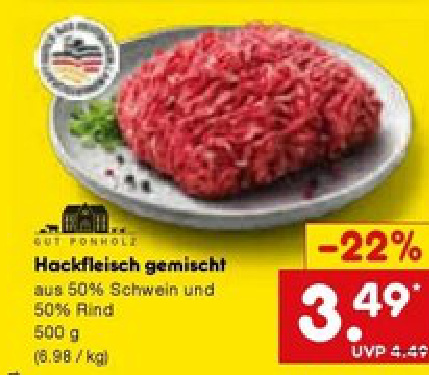 GUT PONHOLZ
Hackfleisch gemischt
aus 50% Schwein und
50% Rind
500 g
(6.98 / kg)
-22%
3.49*
UVP 4.49